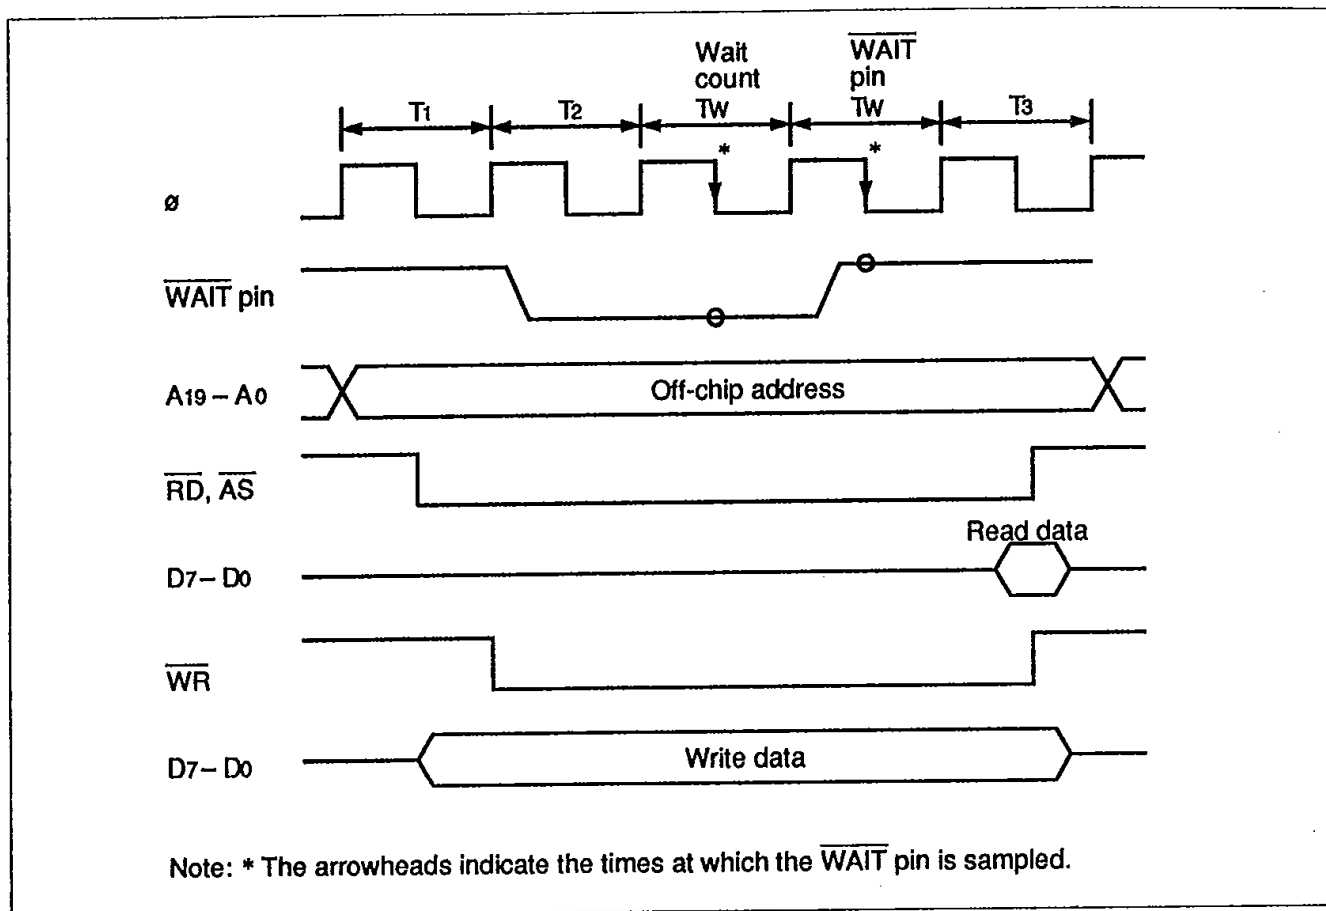 Wait count TW
WAIT pin TW
T1
T2
T3
*
*
ø
WAIT pin
A19 – A0
Off-chip address
RD, AS
Read data
D7 – D0
WR
D7 – D0
Write data
Note: * The arrowheads indicate the times at which the WAIT pin is sampled.